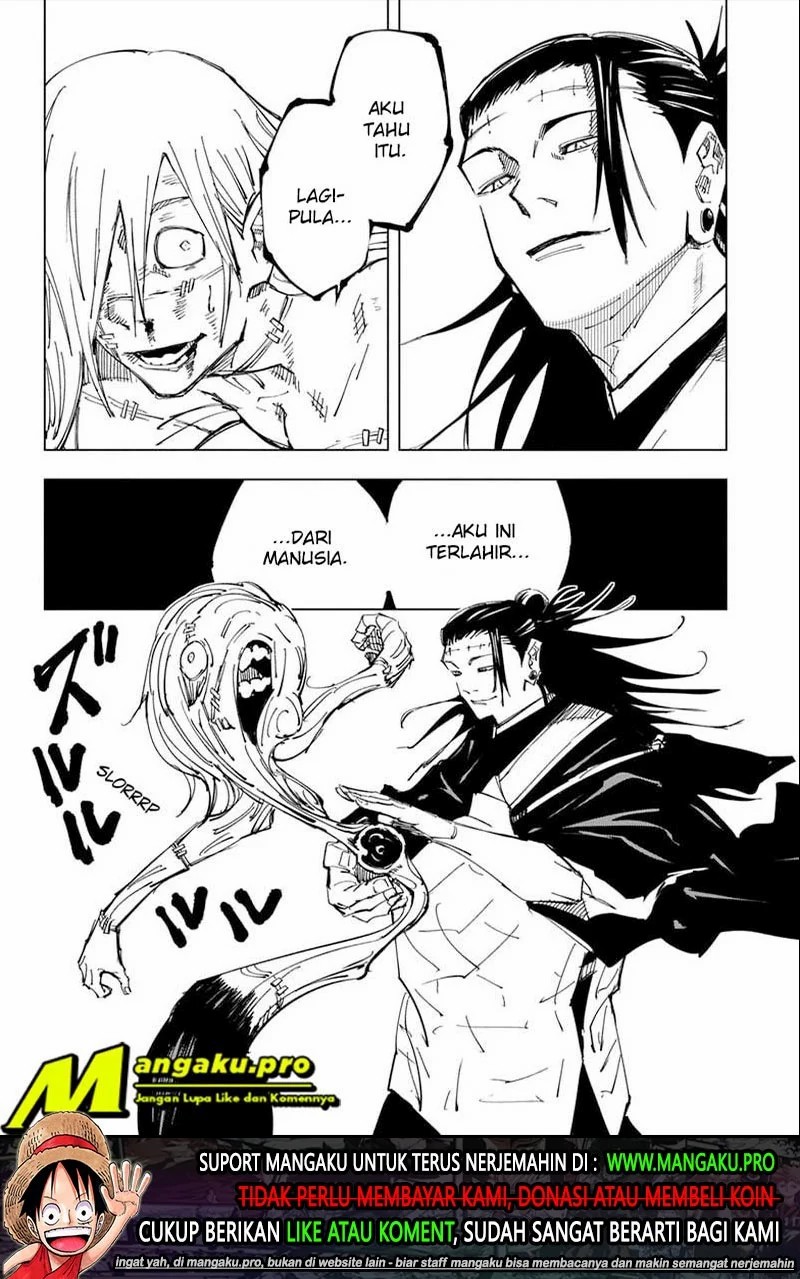 AKU
TAHU
ITU.
LAGI-
PULA...
...AKU INI
TERLAHIR...
...DARI
MANUSIA.
ズルル
SLORRRP
ルル
Mangaku.pro
Jangan Lupa Like dan Komennya
SUPORT MANGAKU UNTUK TERUS NERJEMAHIN DI : WWW.MANGAKU.PRO
TIDAK PERLU MEMBAYAR KAMI, DONASI ATAU MEMBELI KOIN
CUKUP BERIKAN LIKE ATAU KOMENT, SUDAH SANGAT BERARTI BAGI KAMI
ingat yah, di mangaku.pro, bukan di website lain - biar staff mangaku bisa membacanya dan makin semangat nerjemahin